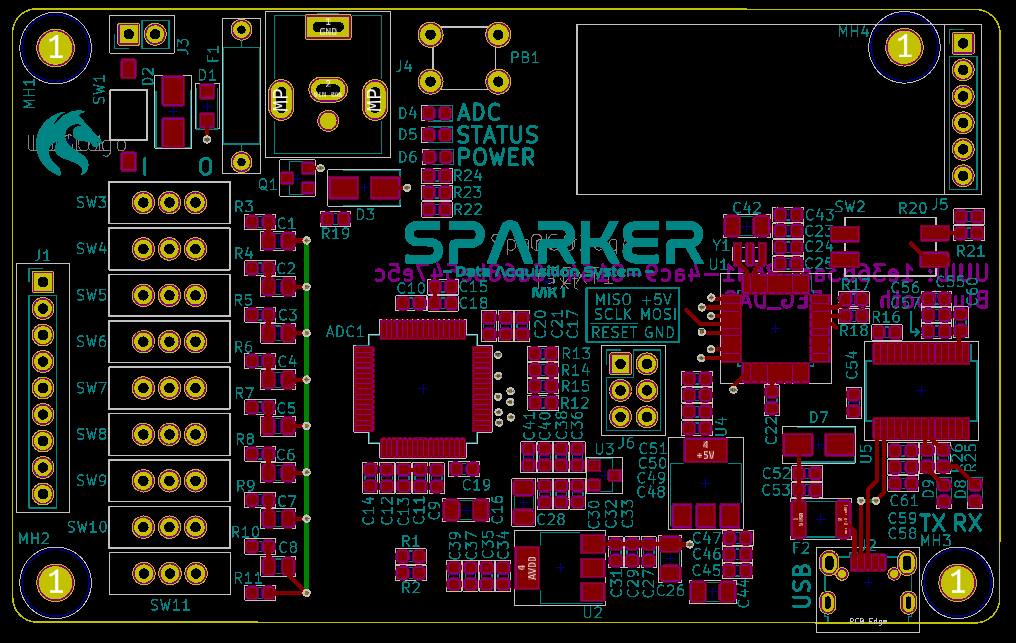 1
J3
D2
D1
F1
1
GND
2
J4
PB1
MH4
1
MH1
SW1
MP
MP
D4 ADC
D5 STATUS
D6 POWER
R24
R23
R22
I O
Q1
D3
R19
SW3
R3
C1
SW4
R4
C2
SW5
R5
C3
SW6
R6
C4
SW7
R7
C5
SW8
R8
C6
SW9
R9
C7
SW10
R10
C8
SW11
R11
J1
MH2
1
SPARKER
Data Acquisition System
MKI
C42
C43
C23
C24
C25
Y1
U1
SW2
R20
J5
R21
C15
C10
C18
ADC1
C20
C21
C17
MISO +5V
SCLK MOSI
RESET GND
R13
R14
R15
R12
J6
R17
R18
R16
C56
C55
C57
C60
C54
C22
U4
D7
U5
C41
C40
C38
C36
U3
C51
C50
C49
C48
4
+5V
C14
C12
C13
C11
C19
C9
C16
C28
C30
C32
C33
C52
C53
C61
C59
C58
R26
R25
D9
D8
TX RX
F2
MH3
1
R1
R2
C39
C37
C35
C34
4
AVDD
U2
C31
C29
C27
C26
C47
C46
C45
C44
USB
J2
PCB Edge